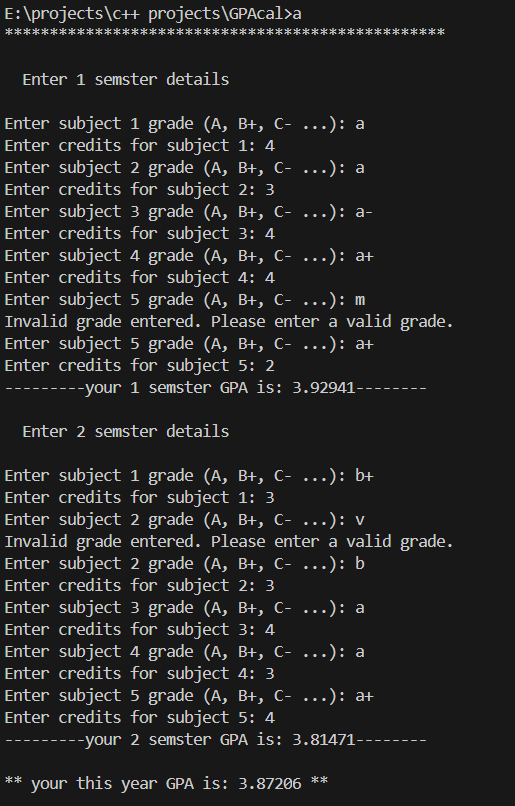 E:\projects\c++ projects\GPAcal>a
*************************************************
Enter 1 semster details
Enter subject 1 grade (A, B+, C- ...): a
Enter credits for subject 1: 4
Enter subject 2 grade (A, B+, C- ...): a
Enter credits for subject 2: 3
Enter subject 3 grade (A, B+, C- ...): a-
Enter credits for subject 3: 4
Enter subject 4 grade (A, B+, C- ...): a+
Enter credits for subject 4: 4
Enter subject 5 grade (A, B+, C- ...): m
Invalid grade entered. Please enter a valid grade.
Enter subject 5 grade (A, B+, C- ...): a+
Enter credits for subject 5: 2
---------your 1 semster GPA is: 3.92941--------
Enter 2 semster details
Enter subject 1 grade (A, B+, C- ...): b+
Enter credits for subject 1: 3
Enter subject 2 grade (A, B+, C- ...): v
Invalid grade entered. Please enter a valid grade.
Enter subject 2 grade (A, B+, C- ...): b
Enter credits for subject 2: 3
Enter subject 3 grade (A, B+, C- ...): a
Enter credits for subject 3: 4
Enter subject 4 grade (A, B+, C- ...): a
Enter credits for subject 4: 3
Enter subject 5 grade (A, B+, C- ...): a+
Enter credits for subject 5: 4
---------your 2 semster GPA is: 3.81471--------
** your this year GPA is: 3.87206 **